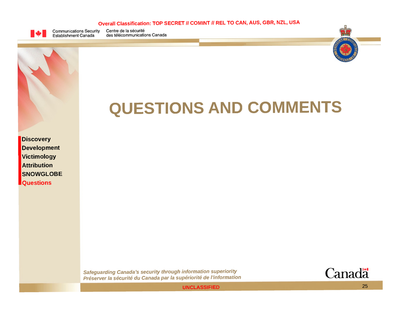 Overall Classification: TOP SECRET // COMINT // REL TO CAN, AUS, GBR, NZL, USA
Communications Security Establishment Canada
Centre de la sécurité des télécommunications Canada
QUESTIONS AND COMMENTS
Discovery
Development
Victimology
Attribution
SNOWGLOBE
Questions
Safeguarding Canada's security through information superiority
Préserver la sécurité du Canada par la supériorité de l'information
Canada
UNCLASSIFIED
25